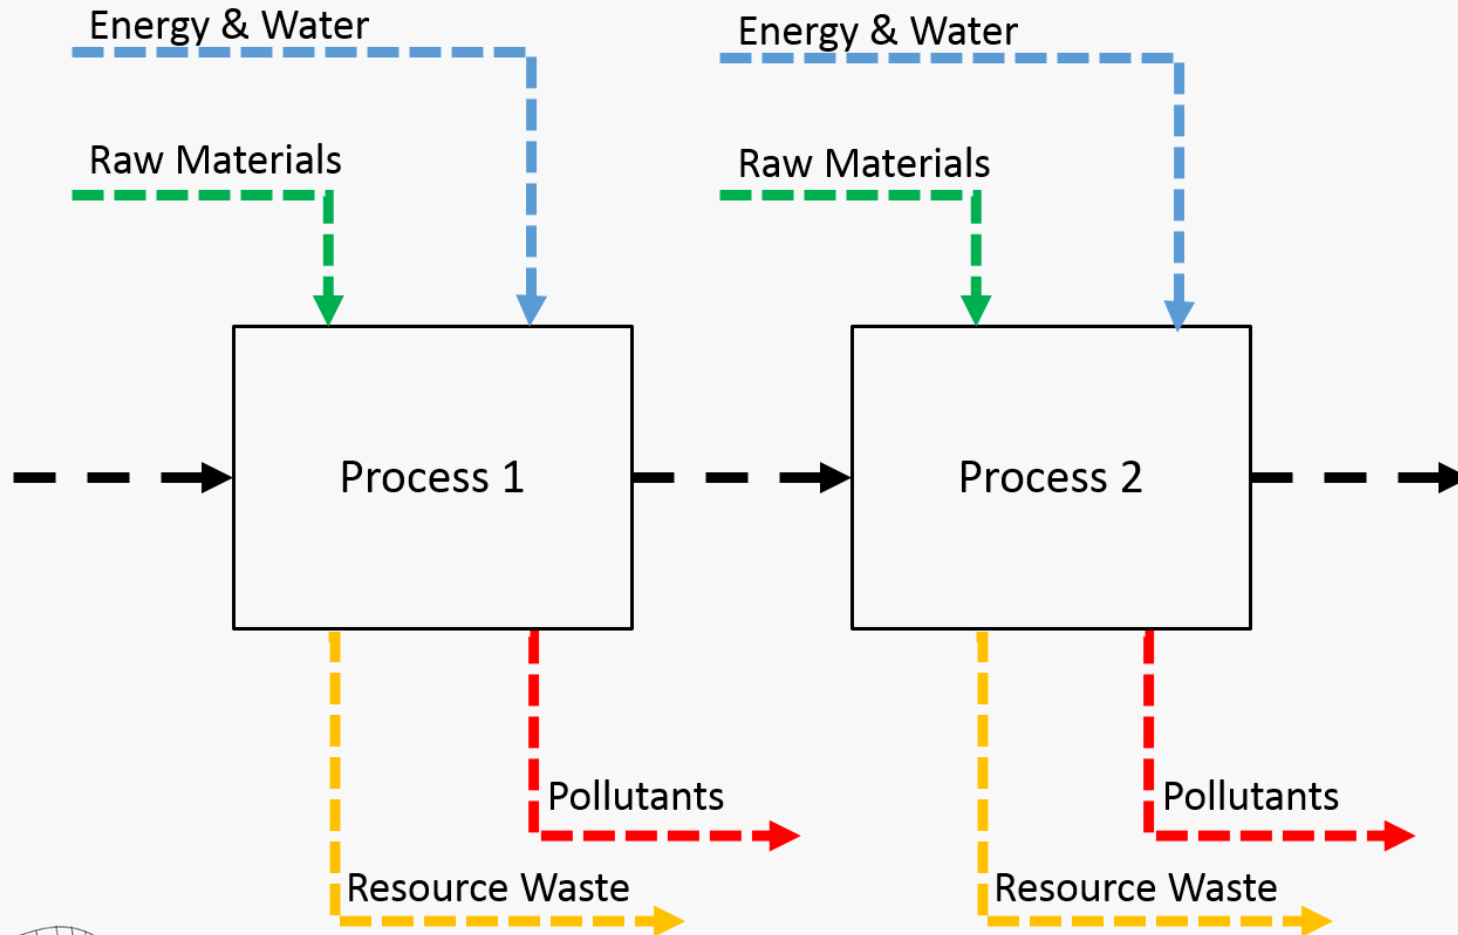 Energy & Water
Energy & Water
Raw Materials
Raw Materials
Process 1
Process 2
Pollutants
Pollutants
Resource Waste
Resource Waste